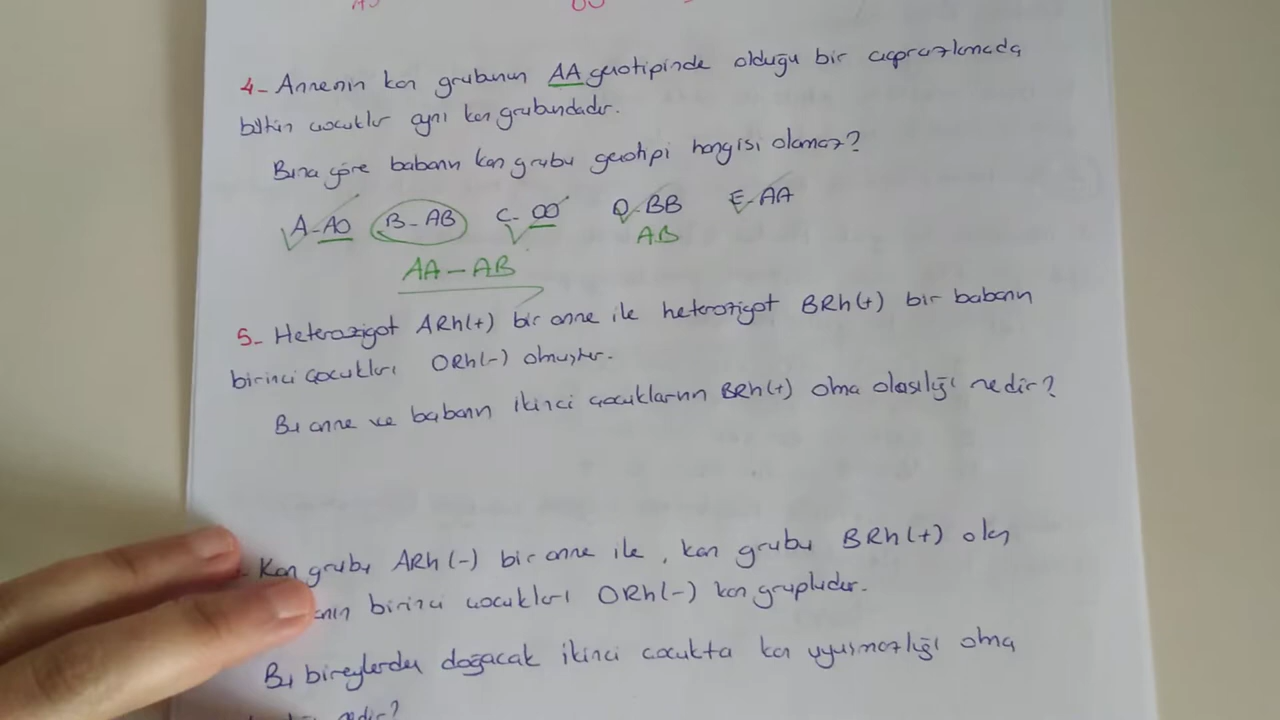 4- Annenin kan grubunun AA genotipinde olduğu bir çaprazlamada
bütün çocuklar aynı kan grubundadır.
Buna göre babanın kan grubu genotipi hangisi olamaz?
A-AO B-AB C-OO D-BB E-AA
AB
AA-AB
5- Heterozigot ARh(+) bir anne ile heterozigot BRh(+) bir babanın
birinci çocukları ORh(-) olmuştur.
Bu anne ve babanın ikinci çocuklarının BRh(+) olma olasılığı nedir?
Kan grubu ARh(-) bir anne ile, kan grubu BRh(+) olan
birinci çocukları ORh(-) kan grupludur.
Bu bireylerden doğacak ikinci çocukta kan uyuşmazlığı olma
nedir?